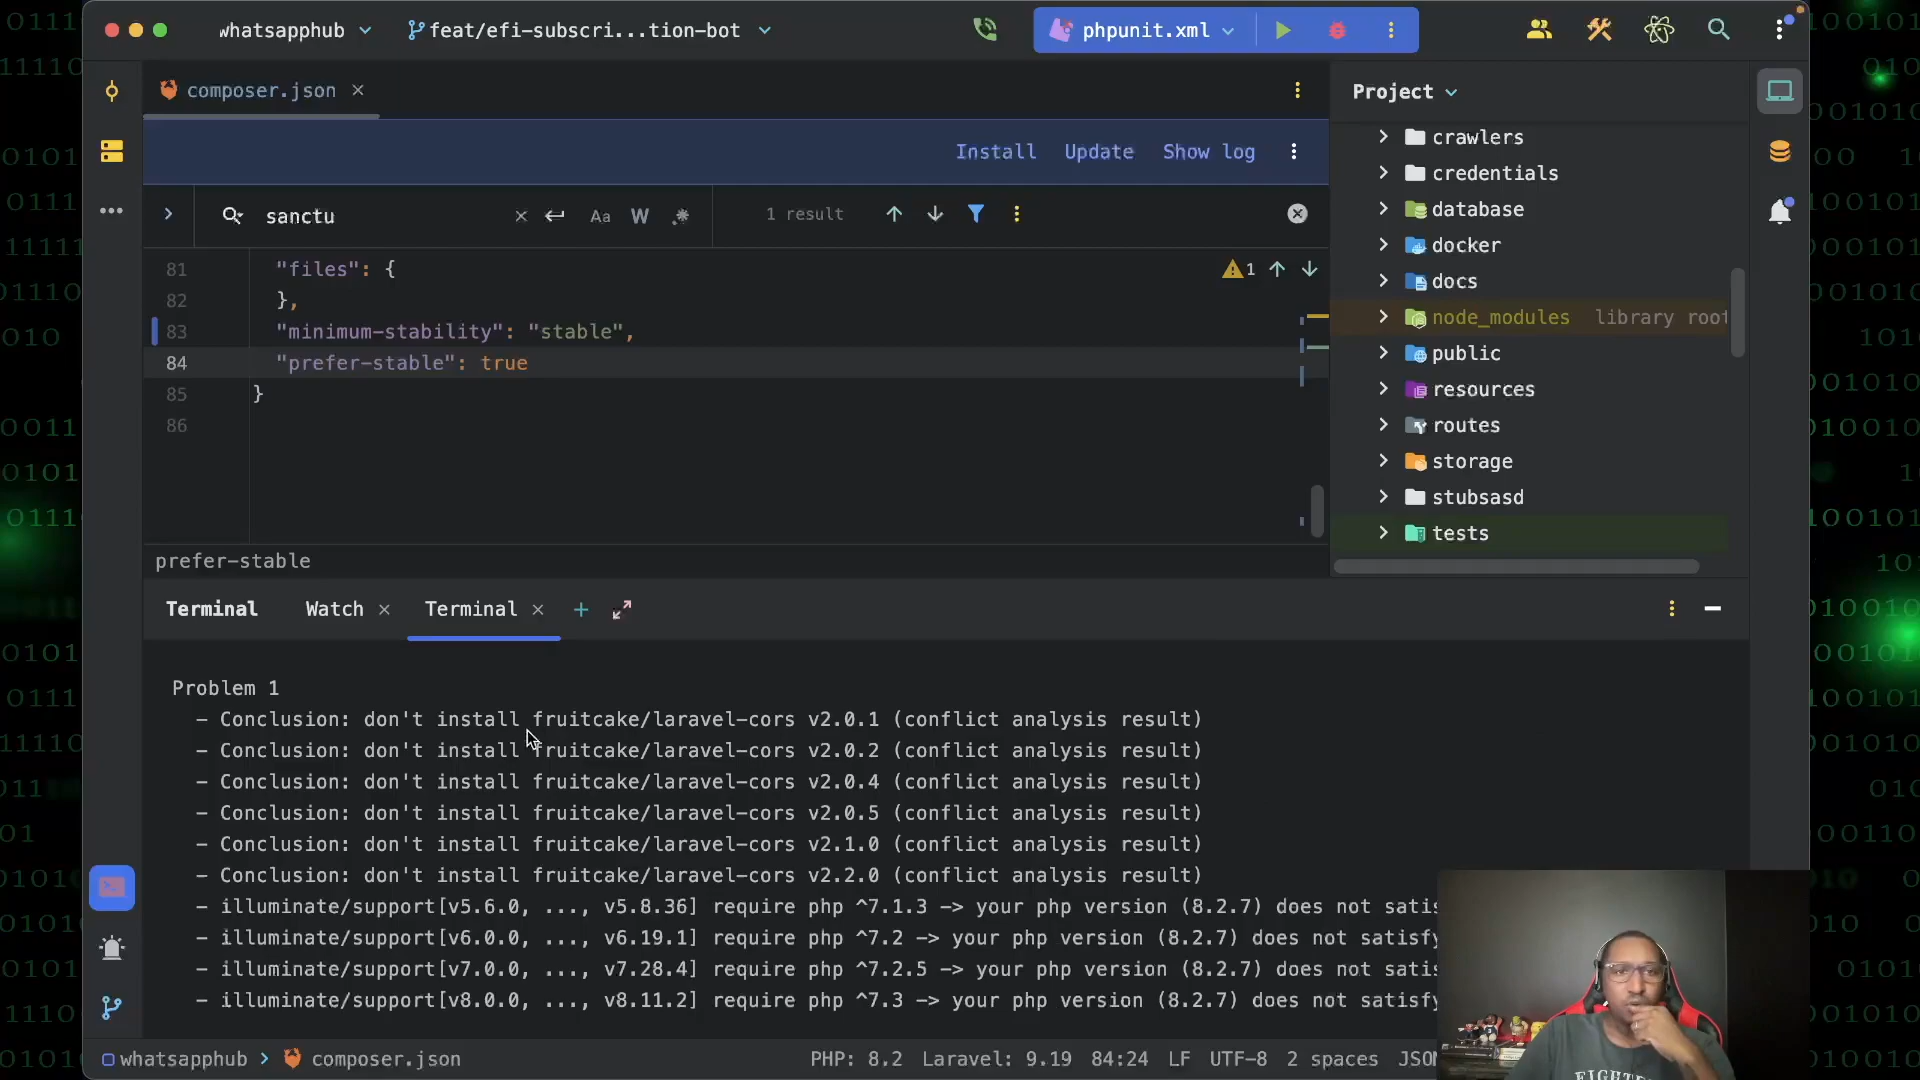 whatsapphub
feat/efi-subscri...tion-bot
phpunit.xml
composer.json
Project
Install Update Show log
sanctu
Aa W
1 result
81 "files": {
82 },
83 "minimum-stability": "stable",
84 "prefer-stable": true
85 }
86
1
prefer-stable
crawlers
credentials
database
docker
docs
node_modules library root
public
resources
routes
storage
stubsasd
tests
Terminal Watch Terminal
Problem 1
- Conclusion: don't install fruitcake/laravel-cors v2.0.1 (conflict analysis result)
- Conclusion: don't install fruitcake/laravel-cors v2.0.2 (conflict analysis result)
- Conclusion: don't install fruitcake/laravel-cors v2.0.4 (conflict analysis result)
- Conclusion: don't install fruitcake/laravel-cors v2.0.5 (conflict analysis result)
- Conclusion: don't install fruitcake/laravel-cors v2.1.0 (conflict analysis result)
- Conclusion: don't install fruitcake/laravel-cors v2.2.0 (conflict analysis result)
- illuminate/support[v5.6.0, ..., v5.8.36] require php ^7.1.3 -> your php version (8.2.7) does not satis
- illuminate/support[v6.0.0, ..., v6.19.1] require php ^7.2 -> your php version (8.2.7) does not satisfy
- illuminate/support[v7.0.0, ..., v7.28.4] require php ^7.2.5 -> your php version (8.2.7) does not satis
- illuminate/support[v8.0.0, ..., v8.11.2] require php ^7.3 -> your php version (8.2.7) does not satisfy
whatsapphub > composer.json
PHP: 8.2 Laravel: 9.19 84:24 LF UTF-8 2 spaces JSON